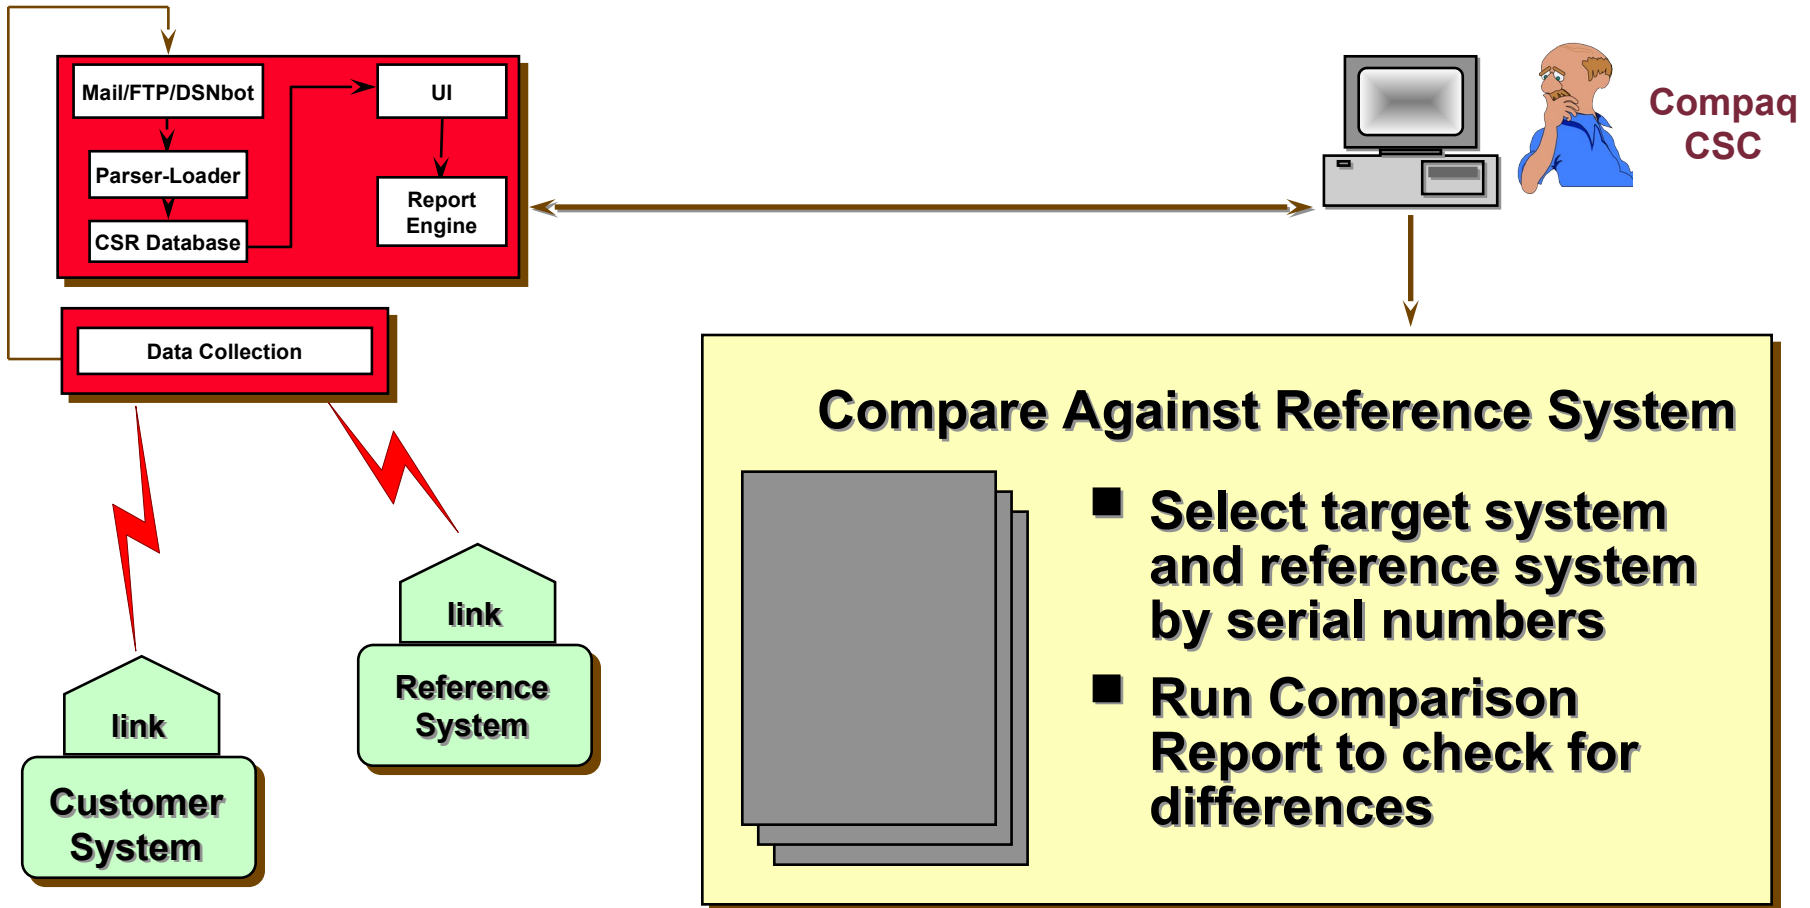 Mail/FTP/DSNbot
UI
Parser-Loader
Report
Engine
CSR Database
Compaq
CSC
Data Collection
link
Reference
System
link
Customer
System
Compare Against Reference System
■ Select target system
and reference system
by serial numbers
■ Run Comparison
Report to check for
differences